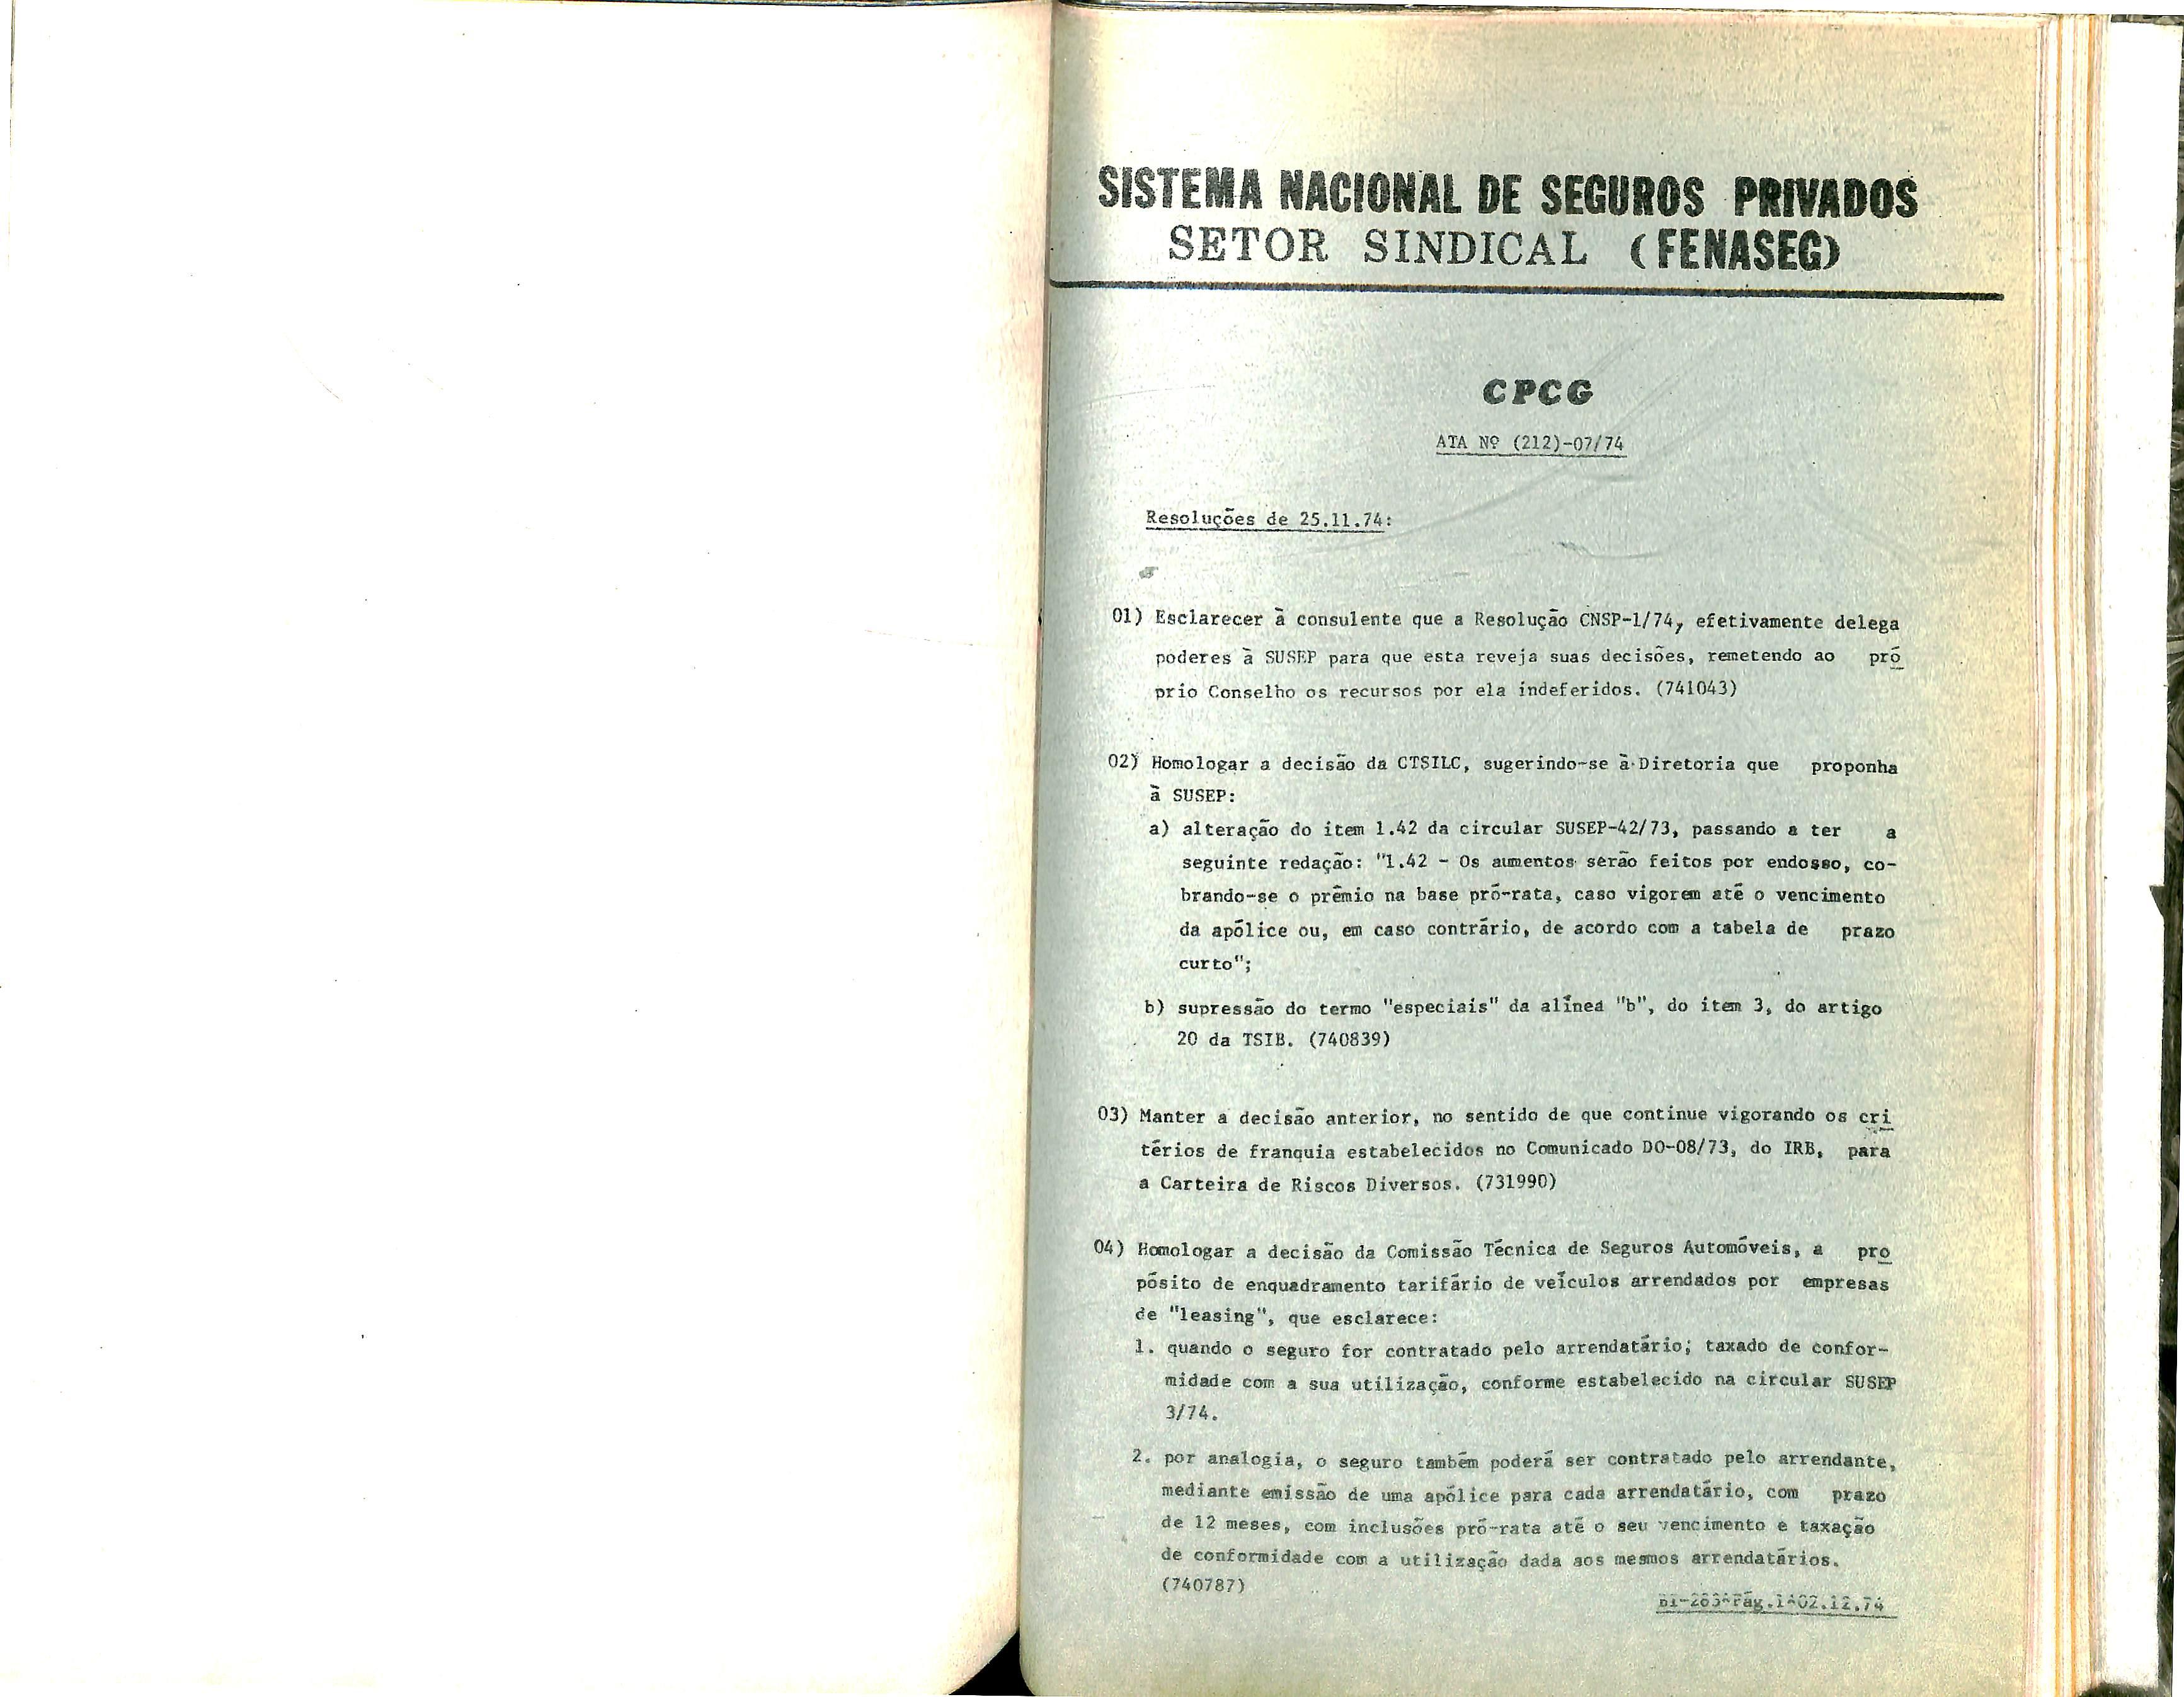 SISTEMA NACIONAL DE SEGUROS PRIVADOS
SETOR SINDICAL (FENASEG)
CPCG
ATA Nº (212)-07/74
Resoluções de 25.11.74:
01) Esclarecer à consulente que a Resolução CNSP-1/74, efetivamente delega
poderes à SUSEP para que esta reveja suas decisões, remetendo ao pró
prio Conselho os recursos por ela indeferidos. (741043)
02) Homologar a decisão da CTSILC, sugerindo-se à Diretoria que proponha
à SUSEP:
a) alteração do item 1.42 da circular SUSEP-42/73, passando a ter a
seguinte redação: "1.42 - Os aumentos serão feitos por endosso, co-
brando-se o prêmio na base pró-rata, caso vigorem até o vencimento
da apólice ou, em caso contrário, de acordo com a tabela de prazo
curto";
b) supressão do termo "especiais" da alínea "b", do item 3, do artigo
20 da TSIB. (740839)
03) Manter a decisão anterior, no sentido de que continue vigorando os cri
térios de franquia estabelecidos no Comunicado DO-08/73, do IRB, para
a Carteira de Riscos Diversos. (731990)
04) Homologar a decisão da Comissão Técnica de Seguros Automóveis, a pro
pósito de enquadramento tarifário de veículos arrendados por empresas
de "leasing", que esclarece:
1. quando o seguro for contratado pelo arrendatário; taxado de confor-
midade com a sua utilização, conforme estabelecido na circular SUSEP
3/74.
2. por analogia, o seguro também poderá ser contratado pelo arrendante,
mediante emissão de uma apólice para cada arrendatário, com prazo
de 12 meses, com inclusões pró-rata até o seu vencimento e taxação
de conformidade com a utilização dada aos mesmos arrendatários.
(740787)
BI-283*Pág.1*02.12.74